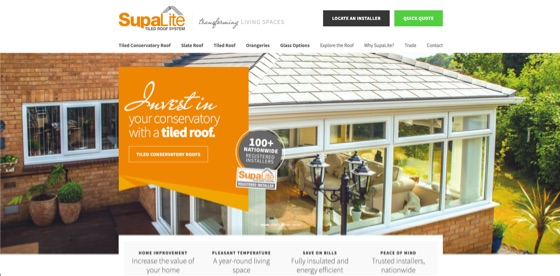 SupaLite
TILED ROOF SYSTEM
transforming LIVING SPACES
LOCATE AN INSTALLER
QUICK QUOTE
Tiled Conservatory Roof Slate Roof Tiled Roof Orangeries Glass Options Explore the Roof Why SupaLite? Trade Contact
Invest in
your conservatory
with a tiled roof.
TILED CONSERVATORY ROOFS
100+
NATIONWIDE
REGISTERED
INSTALLERS
SupaLite
REGISTERED INSTALLER
HOME IMPROVEMENT
Increase the value of
your home
PLEASANT TEMPERATURE
A year-round living
space
SAVE ON BILLS
Fully insulated and
energy efficient
PEACE OF MIND
Trusted installers,
nationwide